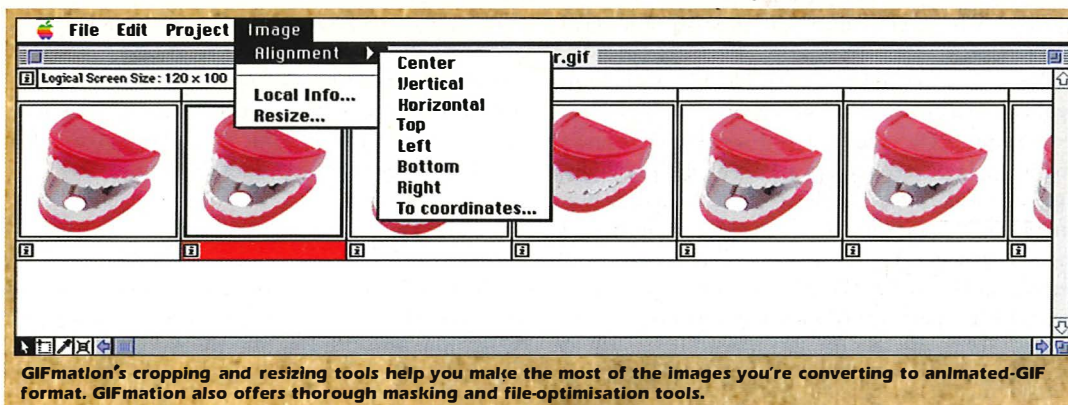 File Edit Project Image
Alignment
r.gif
Logical Screen Size: 120 x 100
Local Info...
Resize...
Center
Vertical
Horizontal
Top
Left
Bottom
Right
To coordinates...
GIFmation's cropping and resizing tools help you make the most of the images you're converting to animated-GIF
format. GIFmation also offers thorough masking and file-optimisation tools.